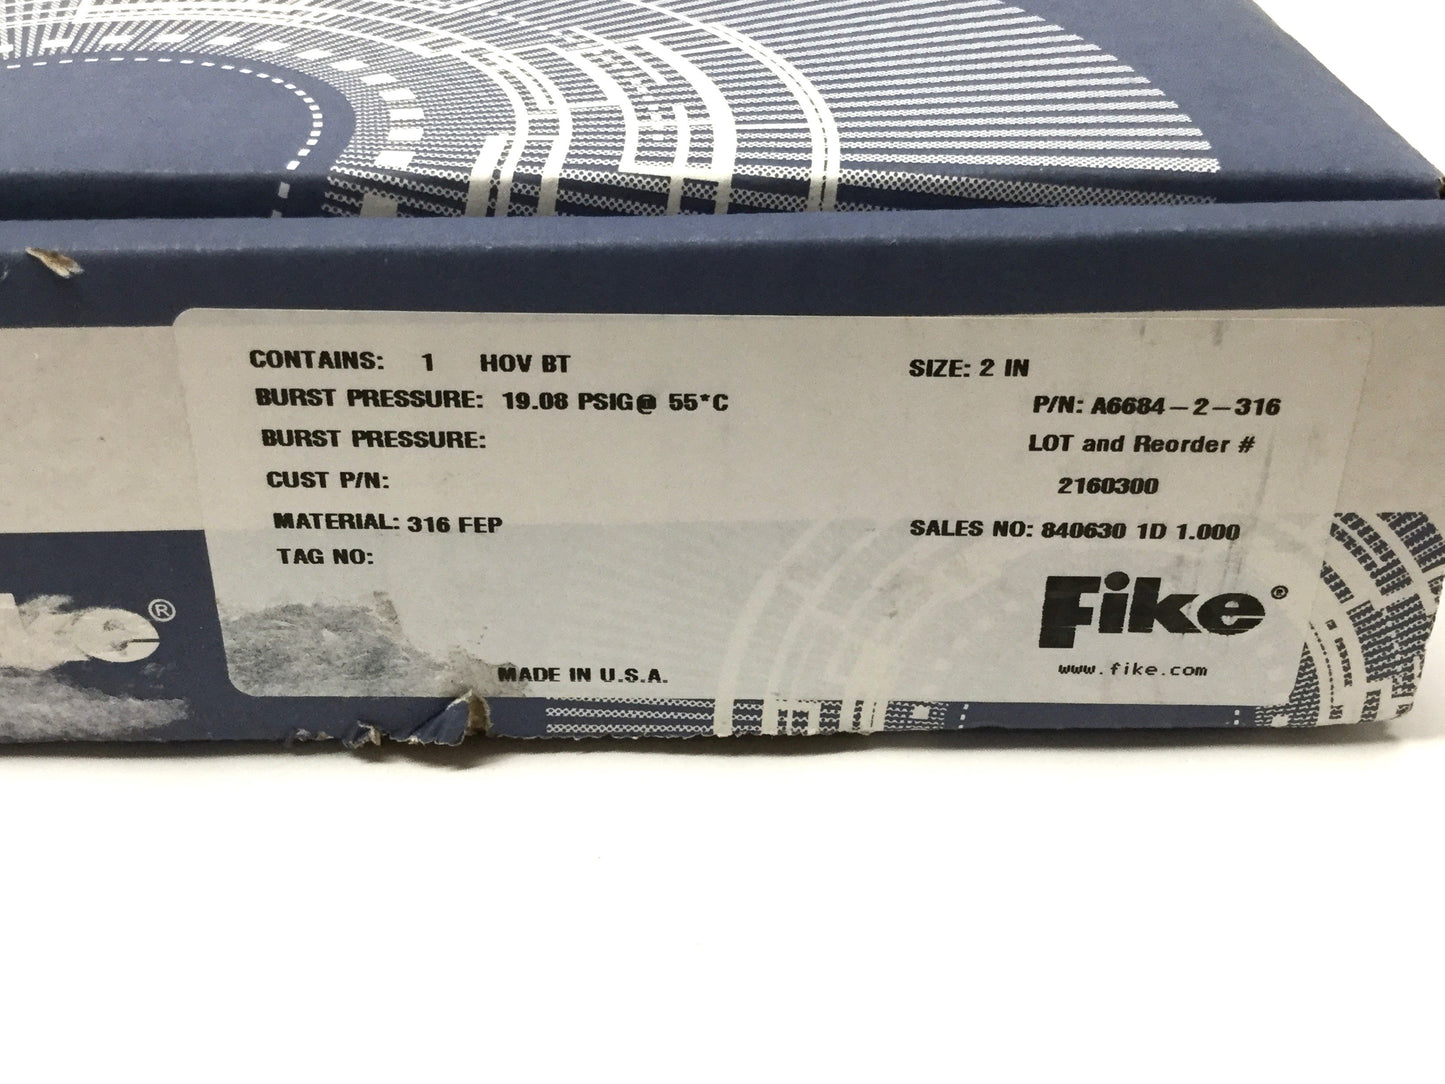 CONTAINS: 1 HOV BT
SIZE: 2 IN
BURST PRESSURE: 19.08 PSIG@ 55*C
P/N: A6684-2-316
BURST PRESSURE:
LOT and Reorder #
CUST P/N:
2160300
MATERIAL: 316 FEP
SALES NO: 840630 1D 1.000
TAG NO:
Fike®
www.fike.com
MADE IN U.S.A.
®